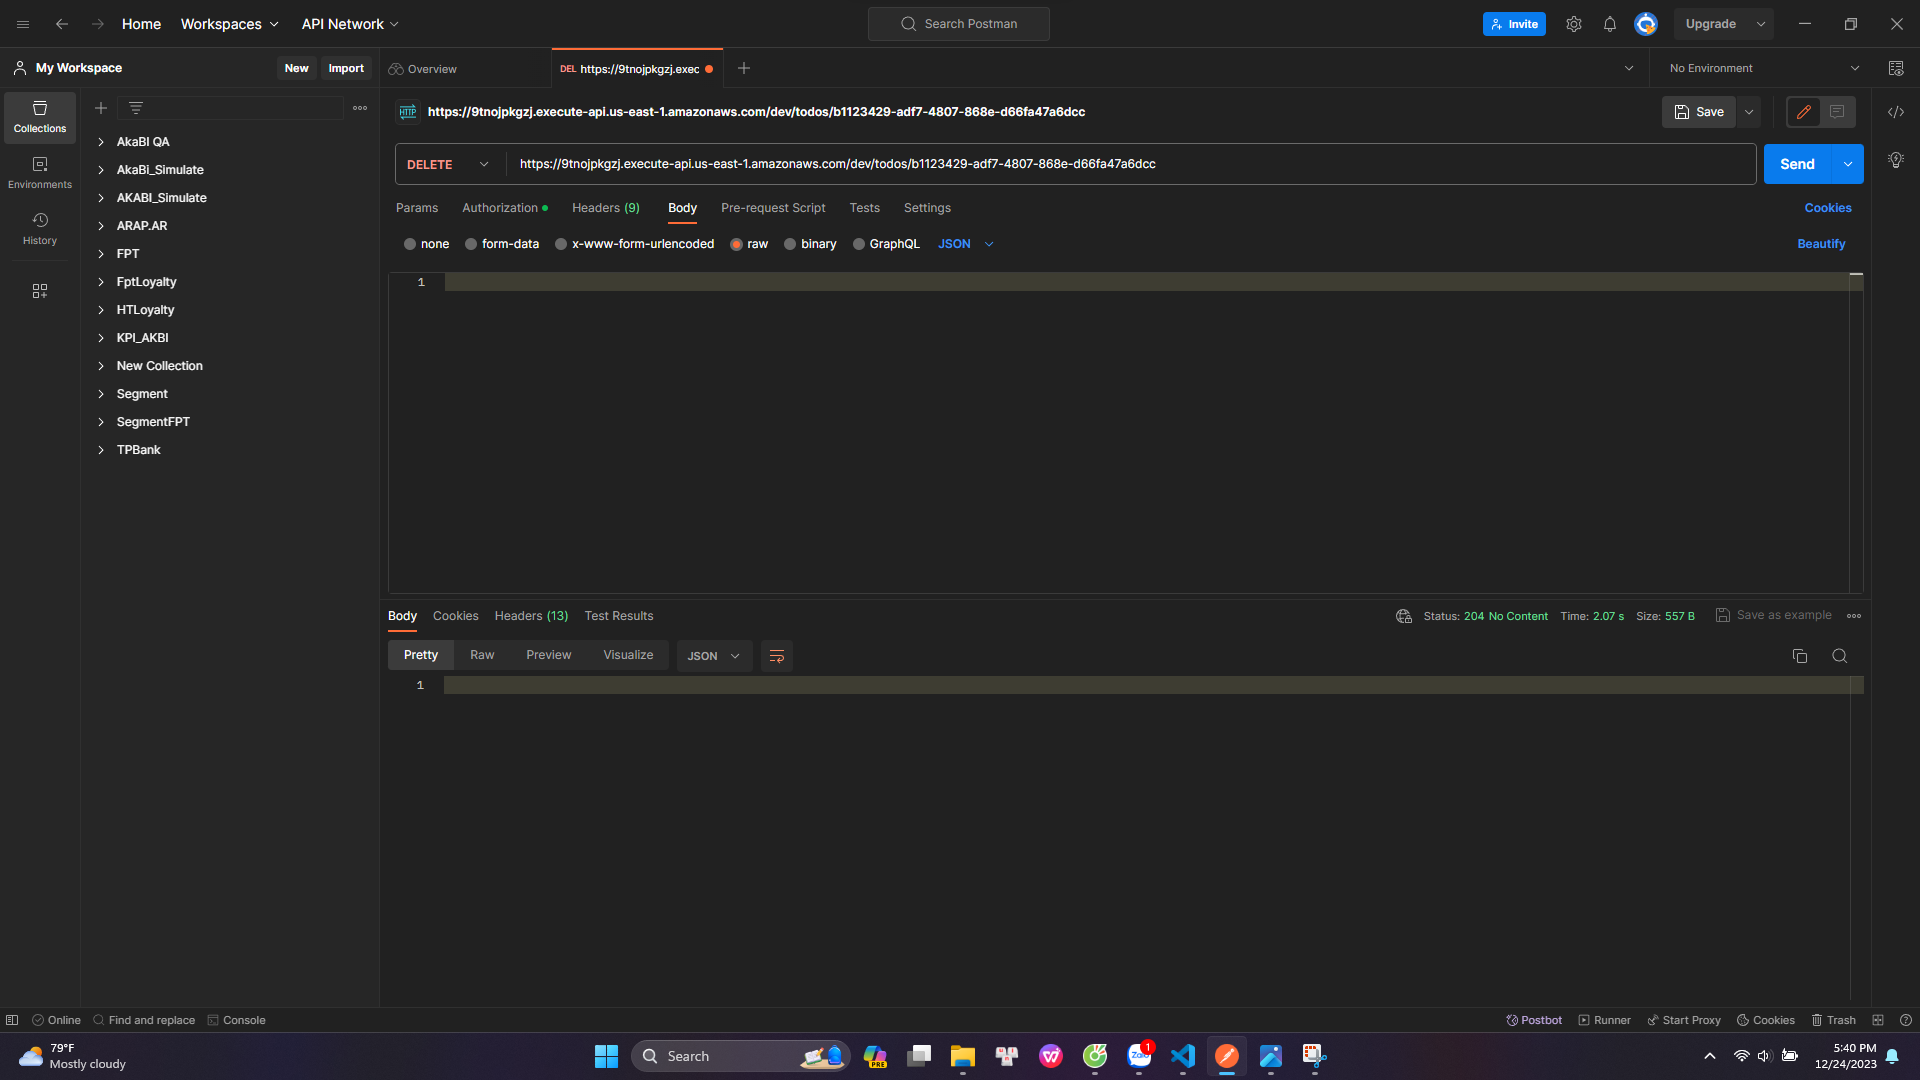 Home
Workspaces
API Network
Search Postman
Invite
Upgrade
My Workspace
New
Import
Overview
DEL https://9tnojpkgzj.exec
No Environment
Collections
Environments
History
AkaBI QA
AkaBi_Simulate
AKABI_Simulate
ARAP.AR
FPT
FptLoyalty
HTLoyalty
KPI_AKBI
New Collection
Segment
SegmentFPT
TPBank
HTTP
https://9tnojpkgzj.execute-api.us-east-1.amazonaws.com/dev/todos/b1123429-adf7-4807-868e-d66fa47a6dcc
Save
DELETE
https://9tnojpkgzj.execute-api.us-east-1.amazonaws.com/dev/todos/b1123429-adf7-4807-868e-d66fa47a6dcc
Send
Params Authorization Headers (9) Body Pre-request Script Tests Settings
Cookies
none form-data x-www-form-urlencoded raw binary GraphQL JSON
Beautify
1
Body Cookies Headers (13) Test Results
Status: 204 No Content Time: 2.07 s Size: 557 B
Save as example
Pretty Raw Preview Visualize JSON
1
Online Find and replace Console
Postbot Runner Start Proxy Cookies Trash
79°F
Mostly cloudy
Search
PRE
Zalo
1
5:40 PM
12/24/2023